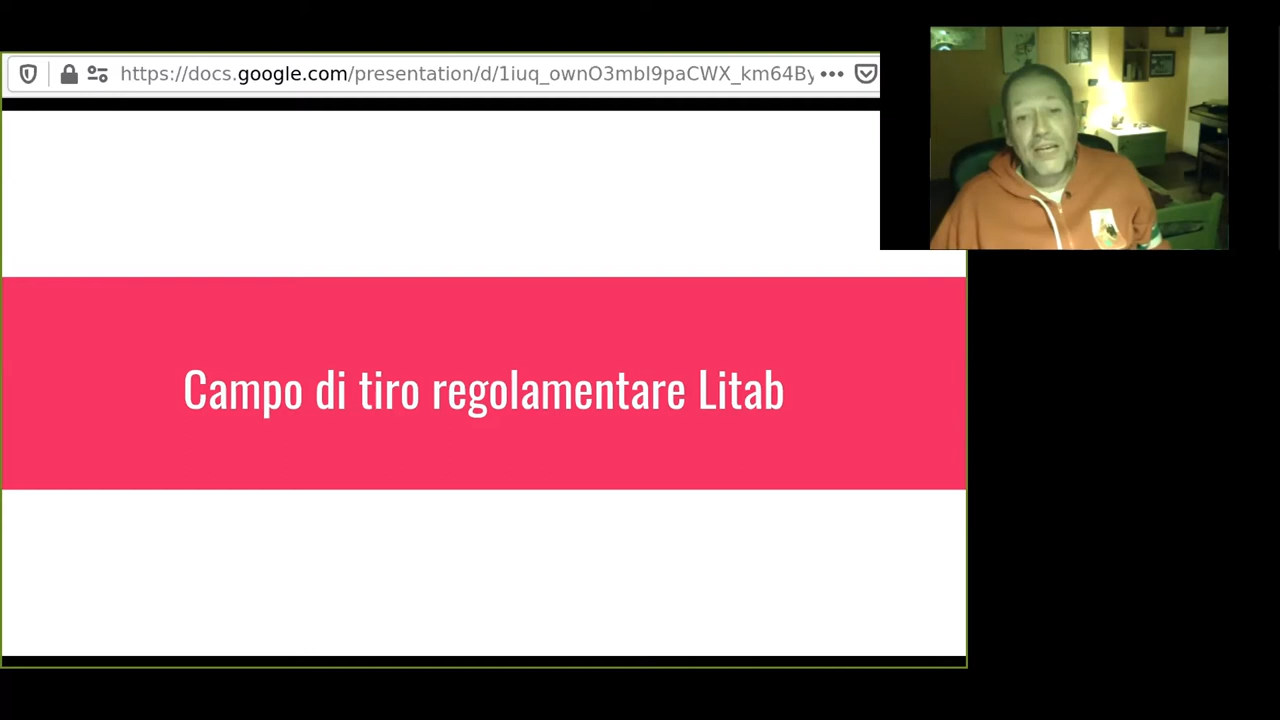 https://docs.google.com/presentation/d/1iuq_ownO3mbl9paCWX_km64By
Campo di tiro regolamentare Litab